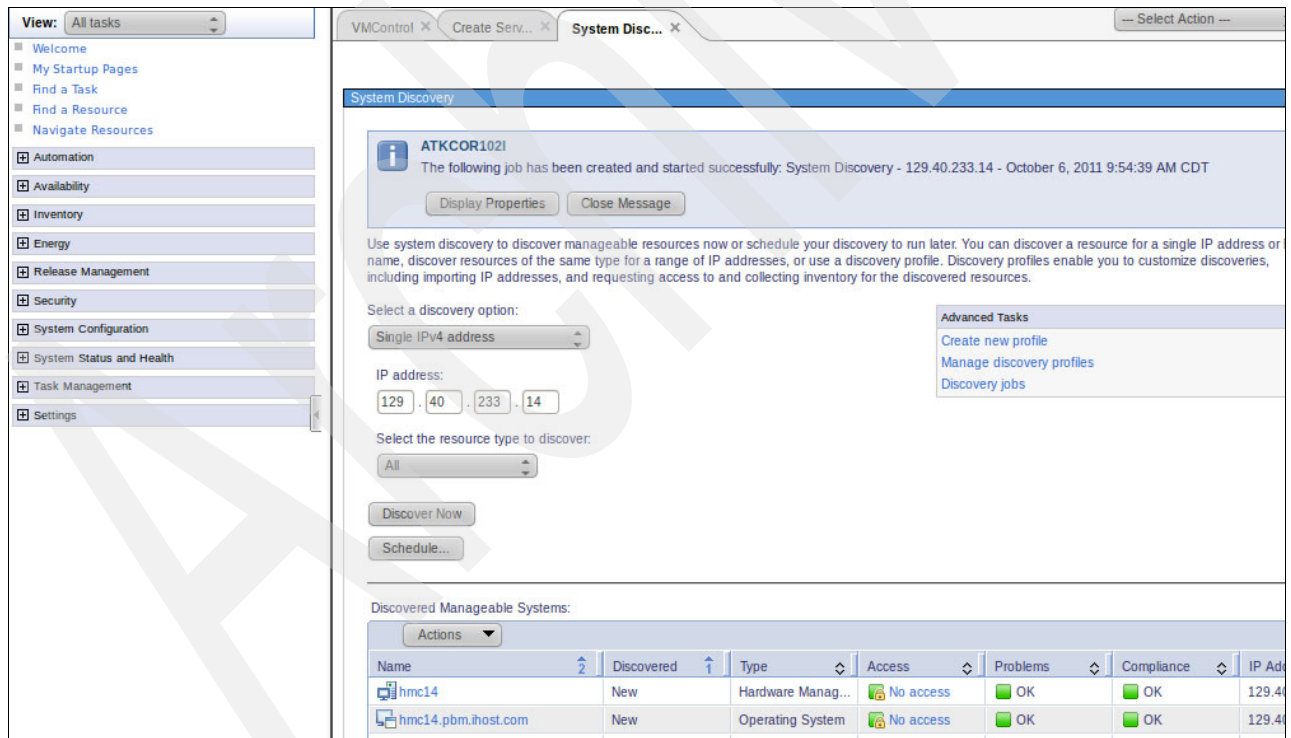 View: All tasks
Welcome
My Startup Pages
Find a Task
Find a Resource
Navigate Resources
Automation
Availability
Inventory
Energy
Release Management
Security
System Configuration
System Status and Health
Task Management
Settings
VMControl Create Serv... System Disc... --- Select Action ---
System Discovery
ATKCOR102I
The following job has been created and started successfully: System Discovery - 129.40.233.14 - October 6, 2011 9:54:39 AM CDT
Display Properties Close Message
Use system discovery to discover manageable resources now or schedule your discovery to run later. You can discover a resource for a single IP address or
name, discover resources of the same type for a range of IP addresses, or use a discovery profile. Discovery profiles enable you to customize discoveries,
including importing IP addresses, and requesting access to and collecting inventory for the discovered resources.
Select a discovery option:
Single IPv4 address
IP address:
129 . 40 . 233 . 14
Select the resource type to discover:
All
Discover Now
Schedule...
Advanced Tasks
Create new profile
Manage discovery profiles
Discovery jobs
Discovered Manageable Systems:
Actions
Name 2 Discovered 1 Type Access Problems Compliance IP
hmc14 New Hardware Manag... No access OK OK 129.40
hmc14.pbm.ihost.com New Operating System No access OK OK 129.40